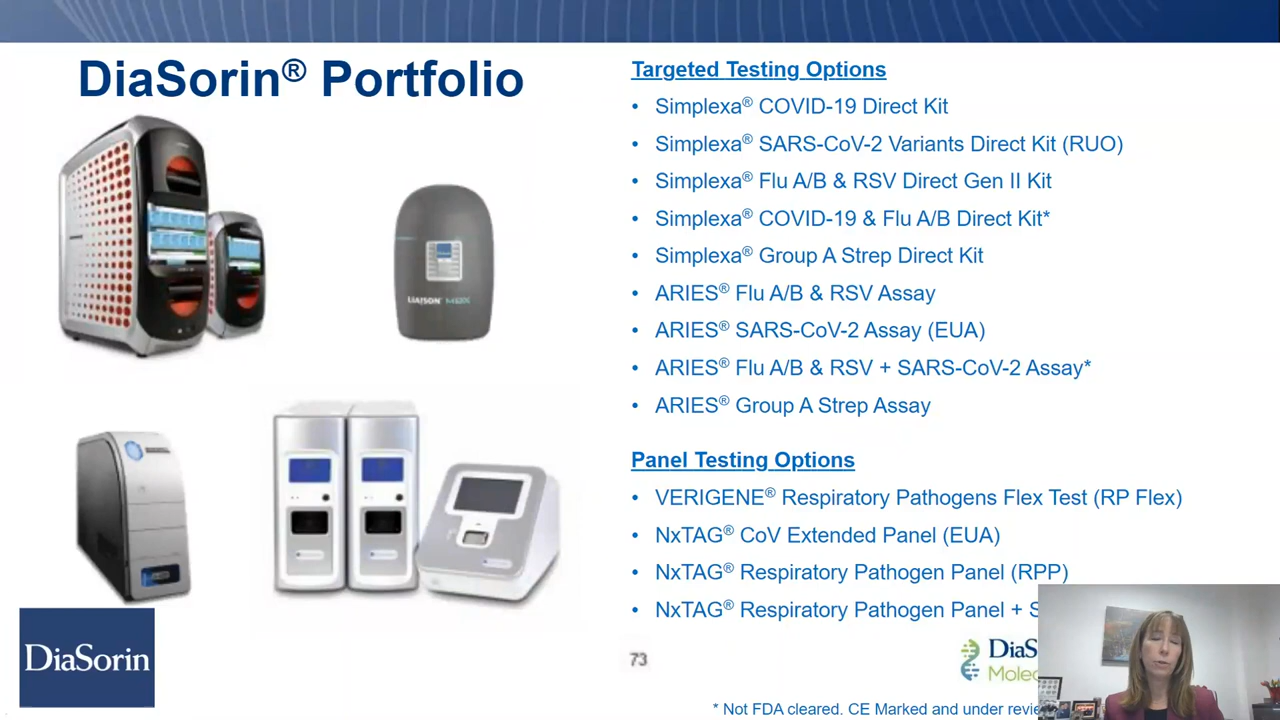 DiaSorin® Portfolio
Targeted Testing Options
• Simplexa® COVID-19 Direct Kit
• Simplexa® SARS-CoV-2 Variants Direct Kit (RUO)
• Simplexa® Flu A/B & RSV Direct Gen II Kit
• Simplexa® COVID-19 & Flu A/B Direct Kit*
• Simplexa® Group A Strep Direct Kit
• ARIES® Flu A/B & RSV Assay
• ARIES® SARS-CoV-2 Assay (EUA)
• ARIES® Flu A/B & RSV + SARS-CoV-2 Assay*
• ARIES® Group A Strep Assay
Panel Testing Options
• VERIGENE® Respiratory Pathogens Flex Test (RP Flex)
• NxTAG® CoV Extended Panel (EUA)
• NxTAG® Respiratory Pathogen Panel (RPP)
• NxTAG® Respiratory Pathogen Panel +
LIAISON® MDX
DiaSorin
73
* Not FDA cleared. CE Marked and under